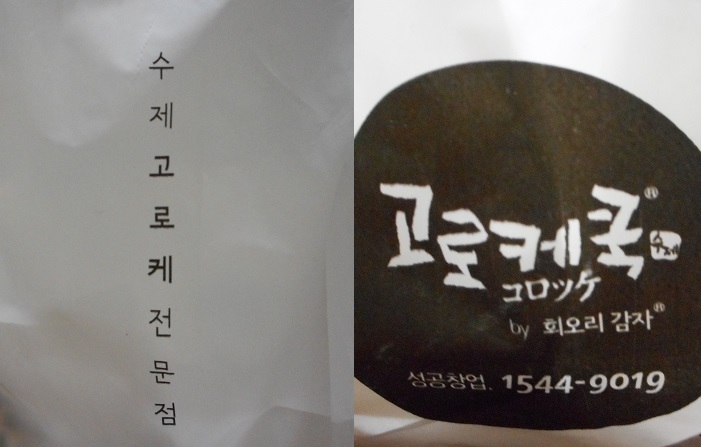 수제고로케전문점
고로케쿡® 수제
コロッケ
by 회오리 감자®
성공창업. 1544-9019